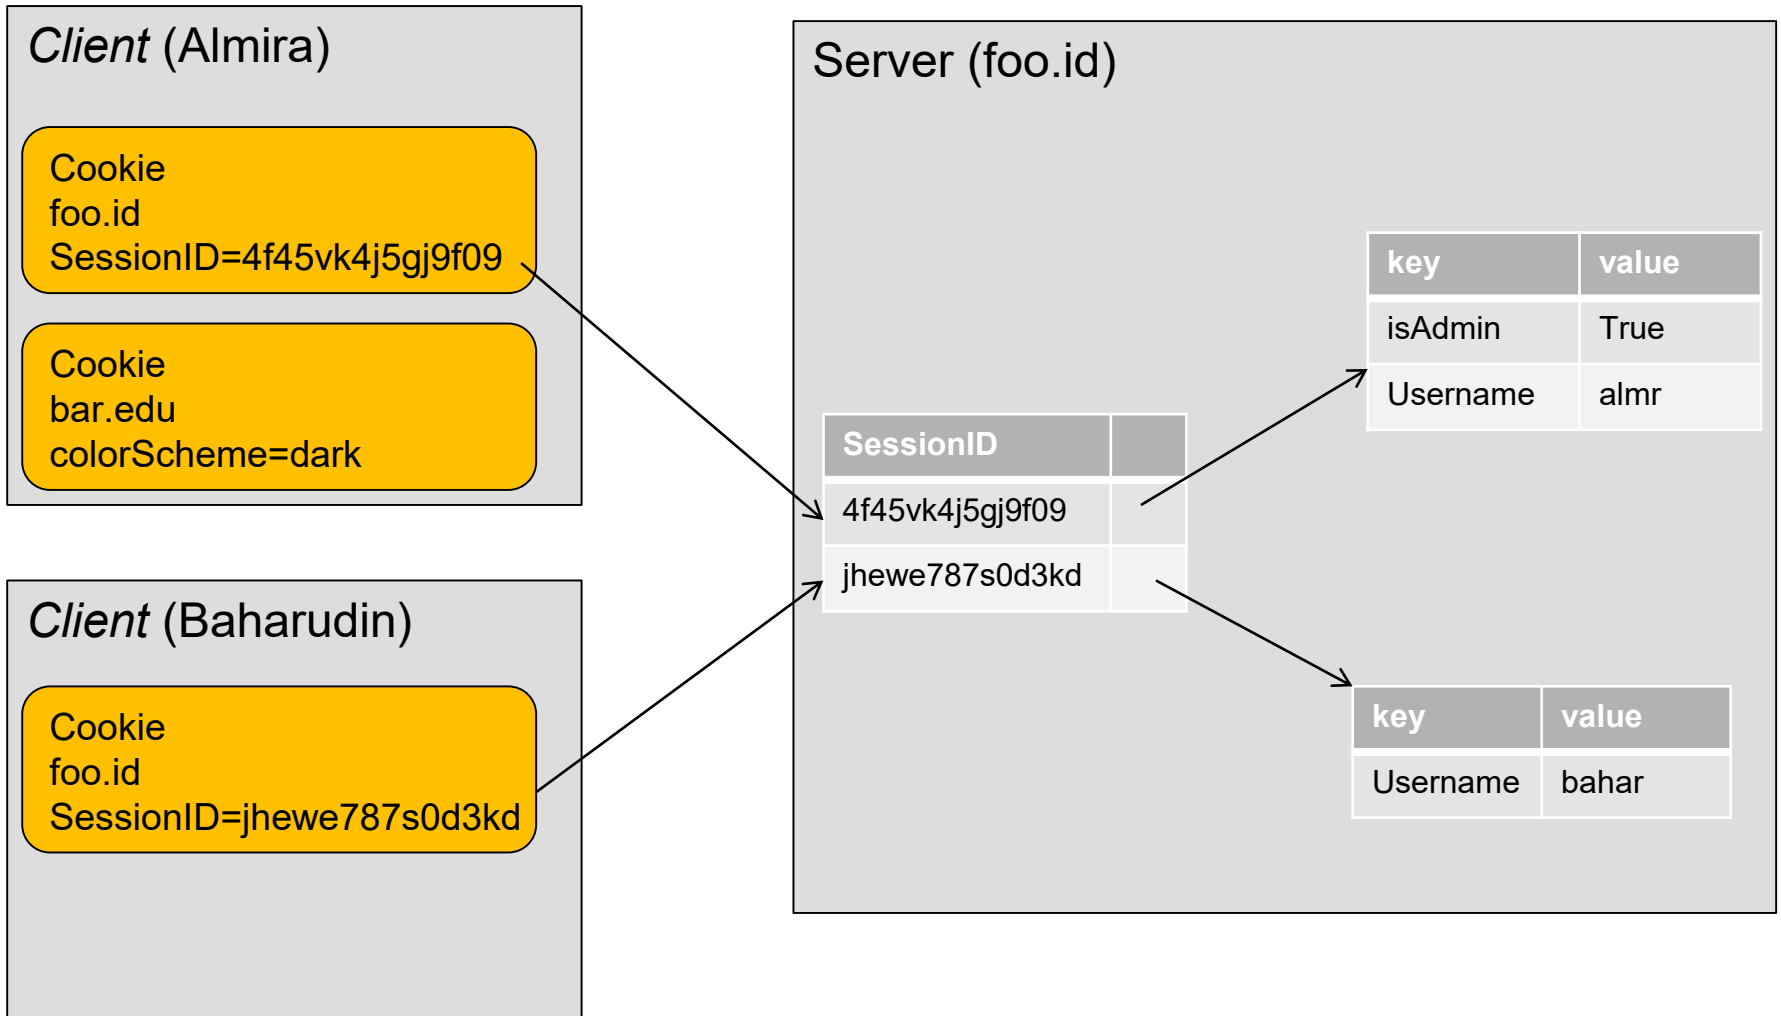 Client (Almira)
Cookie
foo.id
SessionID=4f45vk4j5gj9f09
Cookie
bar.edu
colorScheme=dark
Client (Baharudin)
Cookie
foo.id
SessionID=jhewe787s0d3kd
Server (foo.id)
SessionID
4f45vk4j5gj9f09
jhewe787s0d3kd
key value
isAdmin True
Username almr
key value
Username bahar